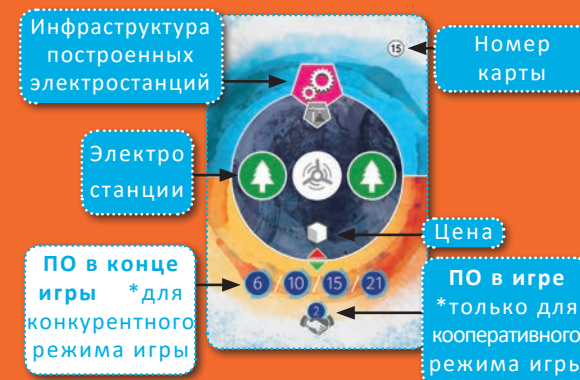 Инфраструктура
построенных
электростанций
15
Номер
карты
Электро
станции
Цена
ПО в конце
игры *для
конкурентного
режима игры
6 / 10 / 15 / 21
2
ПО в игре
*только для
кооперативного
режима игры